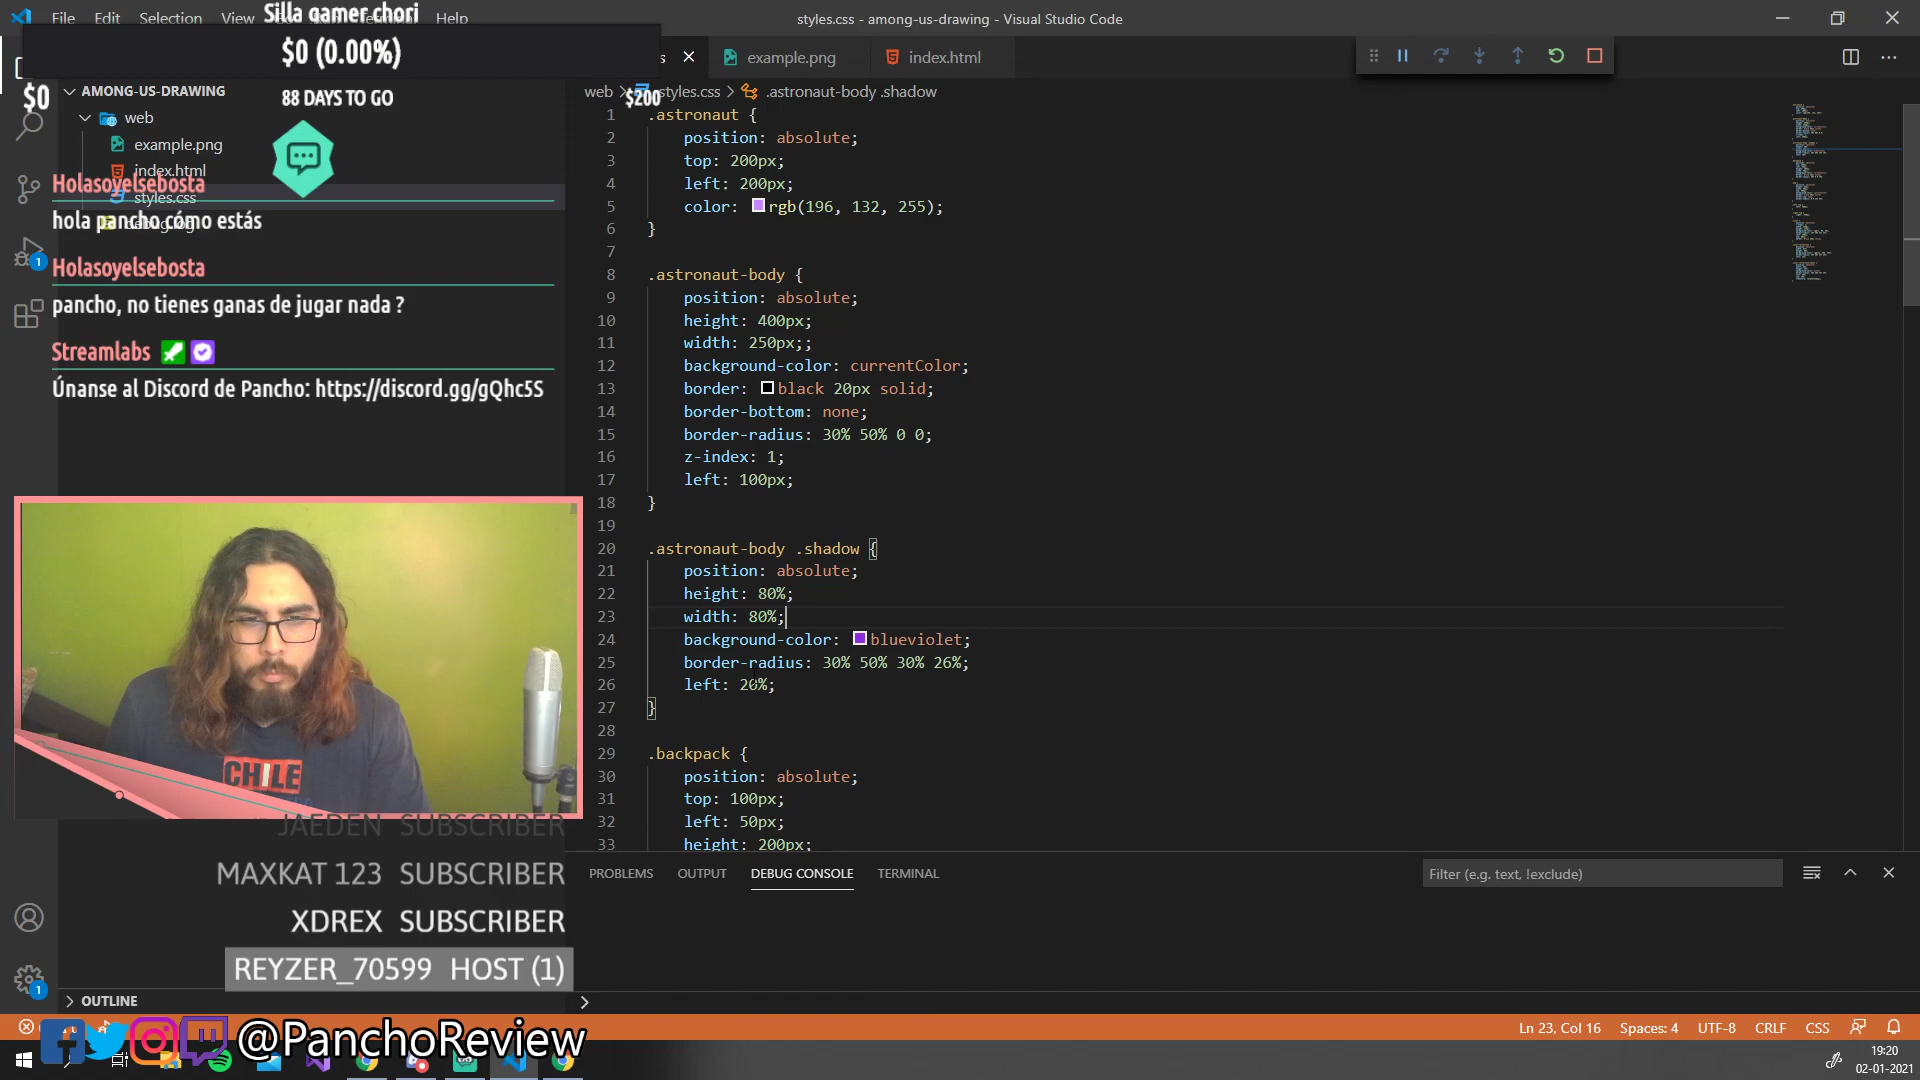 File Edit Selection View Terminal Help
styles.css - among-us-drawing - Visual Studio Code
Silla gamer chori
$0 (0.00%)
$0
$200
88 DAYS TO GO
example.png
index.html
AMONG-US-DRAWING
web
example.png
index.html
styles.css
debug.log
web > styles.css > .astronaut-body .shadow
Holasoyelsebosta
hola pancho cómo estás
Holasoyelsebosta
pancho, no tienes ganas de jugar nada ?
Streamlabs
Únanse al Discord de Pancho: https://discord.gg/gQhc5S
1 .astronaut {
2 position: absolute;
3 top: 200px;
4 left: 200px;
5 color: rgb(196, 132, 255);
6 }
7
8 .astronaut-body {
9 position: absolute;
10 height: 400px;
11 width: 250px;;
12 background-color: currentColor;
13 border: black 20px solid;
14 border-bottom: none;
15 border-radius: 30% 50% 0 0;
16 z-index: 1;
17 left: 100px;
18 }
19
20 .astronaut-body .shadow {
21 position: absolute;
22 height: 80%;
23 width: 80%;
24 background-color: blueviolet;
25 border-radius: 30% 50% 30% 26%;
26 left: 20%;
27 }
28
29 .backpack {
30 position: absolute;
31 top: 100px;
32 left: 50px;
33 height: 200px;
CHILE
JAEDEN SUBSCRIBER
MAXKAT 123 SUBSCRIBER
XDREX SUBSCRIBER
REYZER_70599 HOST (1)
PROBLEMS OUTPUT DEBUG CONSOLE TERMINAL
Filter (e.g. text, !exclude)
1
1
OUTLINE
@PanchoReview
Ln 23, Col 16 Spaces: 4 UTF-8 CRLF CSS
19:20
02-01-2021